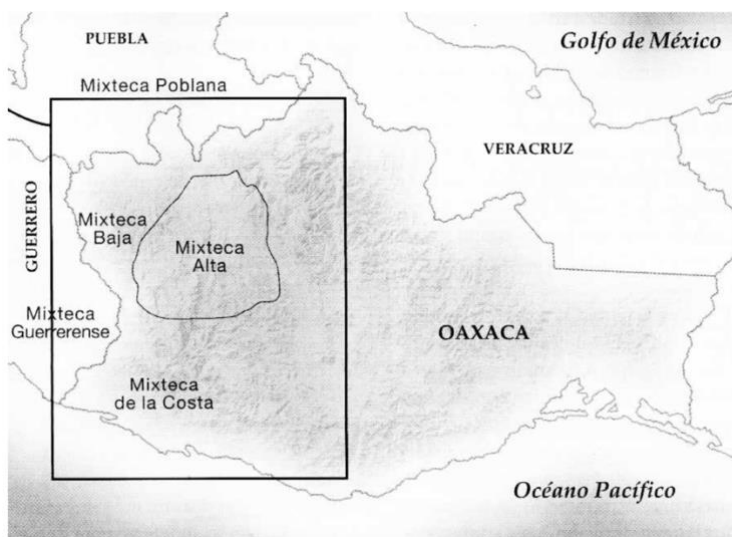 PUEBLA
Golfo de México
Mixteca Poblana
VERACRUZ
GUERRERO
Mixteca
Baja
Mixteca
Alta
Mixteca
Guerrerense
OAXACA
Mixteca
de la Costa
Océano Pacífico